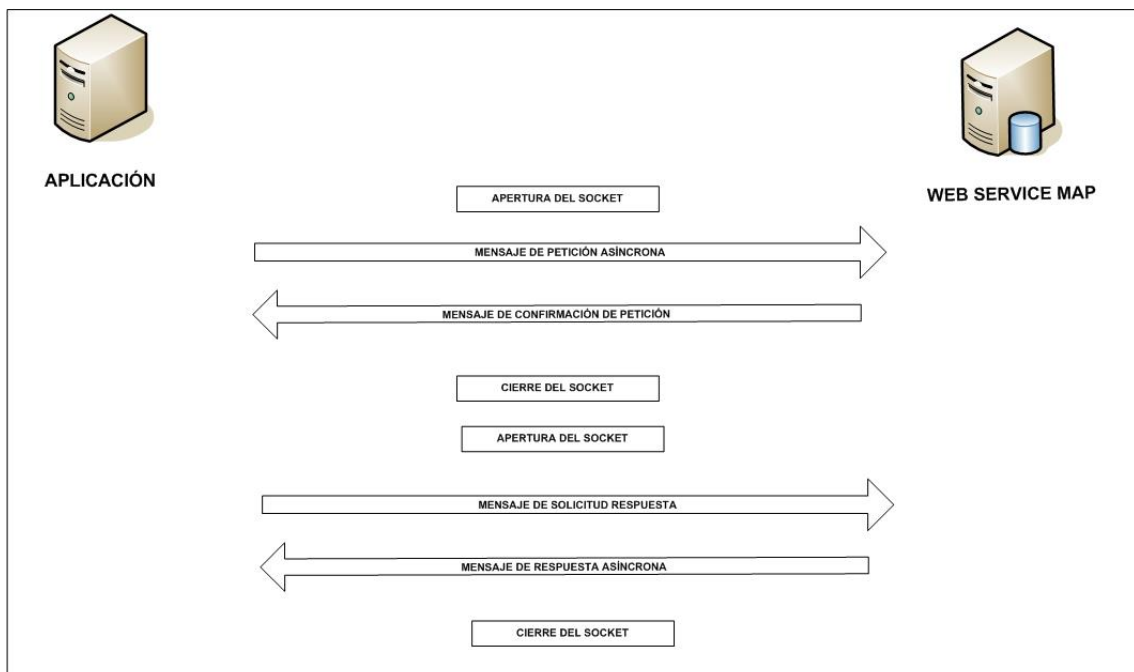 APLICACIÓN
WEB SERVICE MAP
APERTURA DEL SOCKET
MENSAJE DE PETICIÓN ASÍNCRONA
MENSAJE DE CONFIRMACIÓN DE PETICIÓN
CIERRE DEL SOCKET
APERTURA DEL SOCKET
MENSAJE DE SOLICITUD RESPUESTA
MENSAJE DE RESPUESTA ASÍNCRONA
CIERRE DEL SOCKET